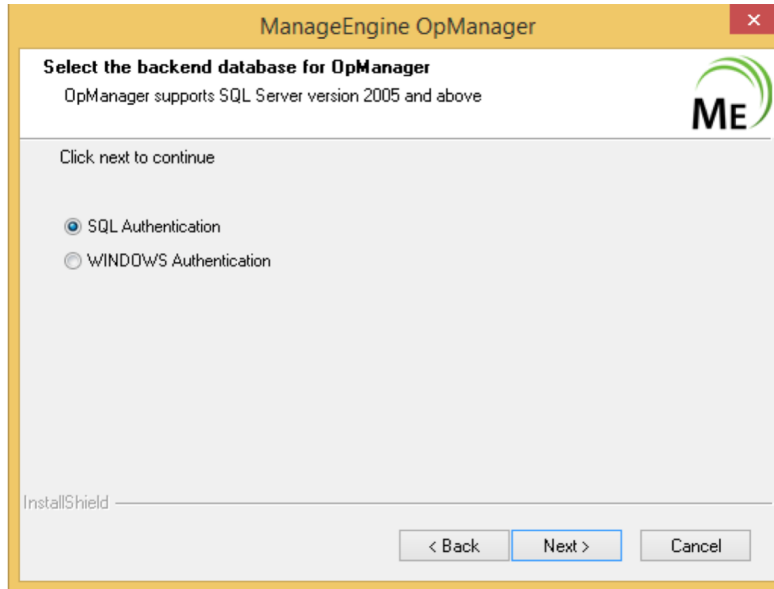 ManageEngine OpManager
Select the backend database for OpManager
OpManager supports SQL Server version 2005 and above
ME
Click next to continue
SQL Authentication
WINDOWS Authentication
InstallShield
< Back Next > Cancel